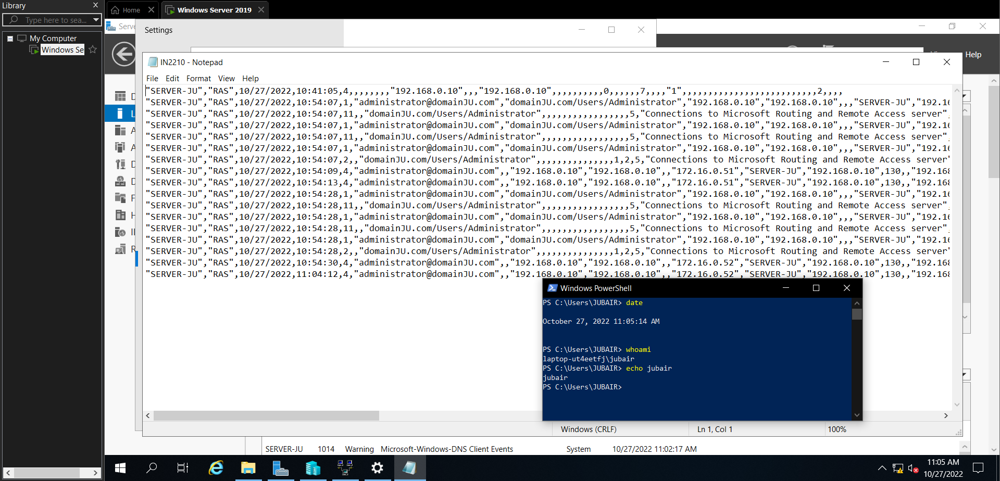 Library
Type here to sea...
My Computer
Windows Se
Home
Windows Server 2019
Serve
Settings
Help
IN2210 - Notepad
File Edit Format View Help
"SERVER-JU","RAS",10/27/2022,10:41:05,4,,,,,,,,"192.168.0.10",,,"192.168.0.10",,,,,,,,,,0,,,,,,7,,,,"1",,,,,,,,,,,,,,,,,,,,,,,,,,2,,,,
"SERVER-JU","RAS",10/27/2022,10:54:07,1,"administrator@domainJU.com","domainJU.com/Users/Administrator","192.168.0.10","192.168.0.10",,,"SERVER-JU","192.16
"SERVER-JU","RAS",10/27/2022,10:54:07,11,,"domainJU.com/Users/Administrator",,,,,,,,,,,,,,,,,5,"Connections to Microsoft Routing and Remote Access server",
"SERVER-JU","RAS",10/27/2022,10:54:07,1,"administrator@domainJU.com","domainJU.com/Users/Administrator","192.168.0.10","192.168.0.10",,,"SERVER-JU","192.16
"SERVER-JU","RAS",10/27/2022,10:54:07,11,,"domainJU.com/Users/Administrator",,,,,,,,,,,,,,,,,5,"Connections to Microsoft Routing and Remote Access server",
"SERVER-JU","RAS",10/27/2022,10:54:07,1,"administrator@domainJU.com","domainJU.com/Users/Administrator","192.168.0.10","192.168.0.10",,,"SERVER-JU","192.16
"SERVER-JU","RAS",10/27/2022,10:54:07,2,,"domainJU.com/Users/Administrator",,,,,,,,,,,,,,,1,2,5,"Connections to Microsoft Routing and Remote Access server"
"SERVER-JU","RAS",10/27/2022,10:54:09,4,"administrator@domainJU.com",,"192.168.0.10","192.168.0.10",,"172.16.0.51","SERVER-JU","192.168.0.10",130,,"192.168
"SERVER-JU","RAS",10/27/2022,10:54:13,4,"administrator@domainJU.com",,"192.168.0.10","192.168.0.10",,"172.16.0.51","SERVER-JU","192.168.0.10",130,,"192.168
"SERVER-JU","RAS",10/27/2022,10:54:28,1,"administrator@domainJU.com","domainJU.com/Users/Administrator","192.168.0.10","192.168.0.10",,,"SERVER-JU","192.16
"SERVER-JU","RAS",10/27/2022,10:54:28,11,,"domainJU.com/Users/Administrator",,,,,,,,,,,,,,,,,5,"Connections to Microsoft Routing and Remote Access server",
"SERVER-JU","RAS",10/27/2022,10:54:28,1,"administrator@domainJU.com","domainJU.com/Users/Administrator","192.168.0.10","192.168.0.10",,,"SERVER-JU","192.16
"SERVER-JU","RAS",10/27/2022,10:54:28,11,,"domainJU.com/Users/Administrator",,,,,,,,,,,,,,,,,5,"Connections to Microsoft Routing and Remote Access server",
"SERVER-JU","RAS",10/27/2022,10:54:28,1,"administrator@domainJU.com","domainJU.com/Users/Administrator","192.168.0.10","192.168.0.10",,,"SERVER-JU","192.16
"SERVER-JU","RAS",10/27/2022,10:54:28,2,,"domainJU.com/Users/Administrator",,,,,,,,,,,,,,,1,2,5,"Connections to Microsoft Routing and Remote Access server"
"SERVER-JU","RAS",10/27/2022,10:54:30,4,"administrator@domainJU.com",,"192.168.0.10","192.168.0.10",,"172.16.0.52","SERVER-JU","192.168.0.10",130,,"192.168
"SERVER-JU","RAS",10/27/2022,11:04:12,4,"administrator@domainJU.com",,"192.168.0.10","192.168.0.10",,"172.16.0.52","SERVER-JU","192.168.0.10",130,,"192.168
Windows PowerShell
PS C:\Users\JUBAIR> date
October 27, 2022 11:05:14 AM
PS C:\Users\JUBAIR> whoami
laptop-ut4eetfj\jubair
PS C:\Users\JUBAIR> echo jubair
jubair
PS C:\Users\JUBAIR>
Windows (CRLF) Ln 1, Col 1 100%
SERVER-JU 1014 Warning Microsoft-Windows-DNS Client Events System 10/27/2022 11:02:17 AM
11:05 AM
10/27/2022